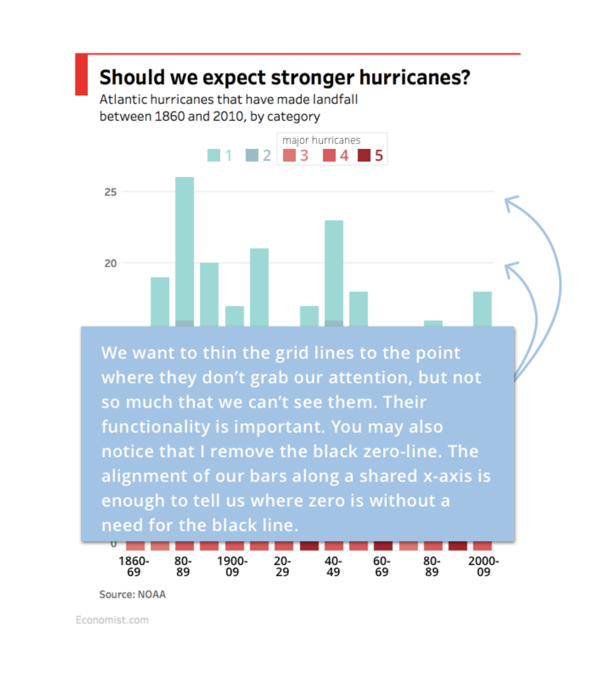 Should we expect stronger hurricanes?
Atlantic hurricanes that have made landfall
between 1860 and 2010, by category
major hurricanes
1 2 3 4 5
25
20
We want to thin the grid lines to the point
where they don't grab our attention, but not
so much that we can't see them. Their
functionality is important. You may also
notice that I remove the black zero-line. The
alignment of our bars along a shared x-axis is
enough to tell us where zero is without a
need for the black line.
0
1860-69 80-89 1900-09 20-29 40-49 60-69 80-89 2000-09
Source: NOAA
Economist.com